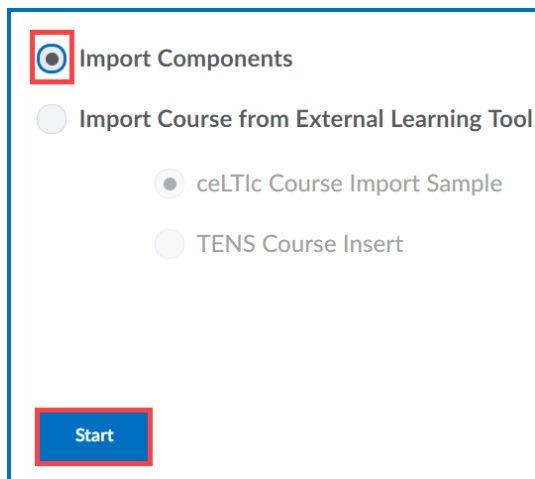 Import Components
Import Course from External Learning Tool
ceLTIc Course Import Sample
TENS Course Insert
Start